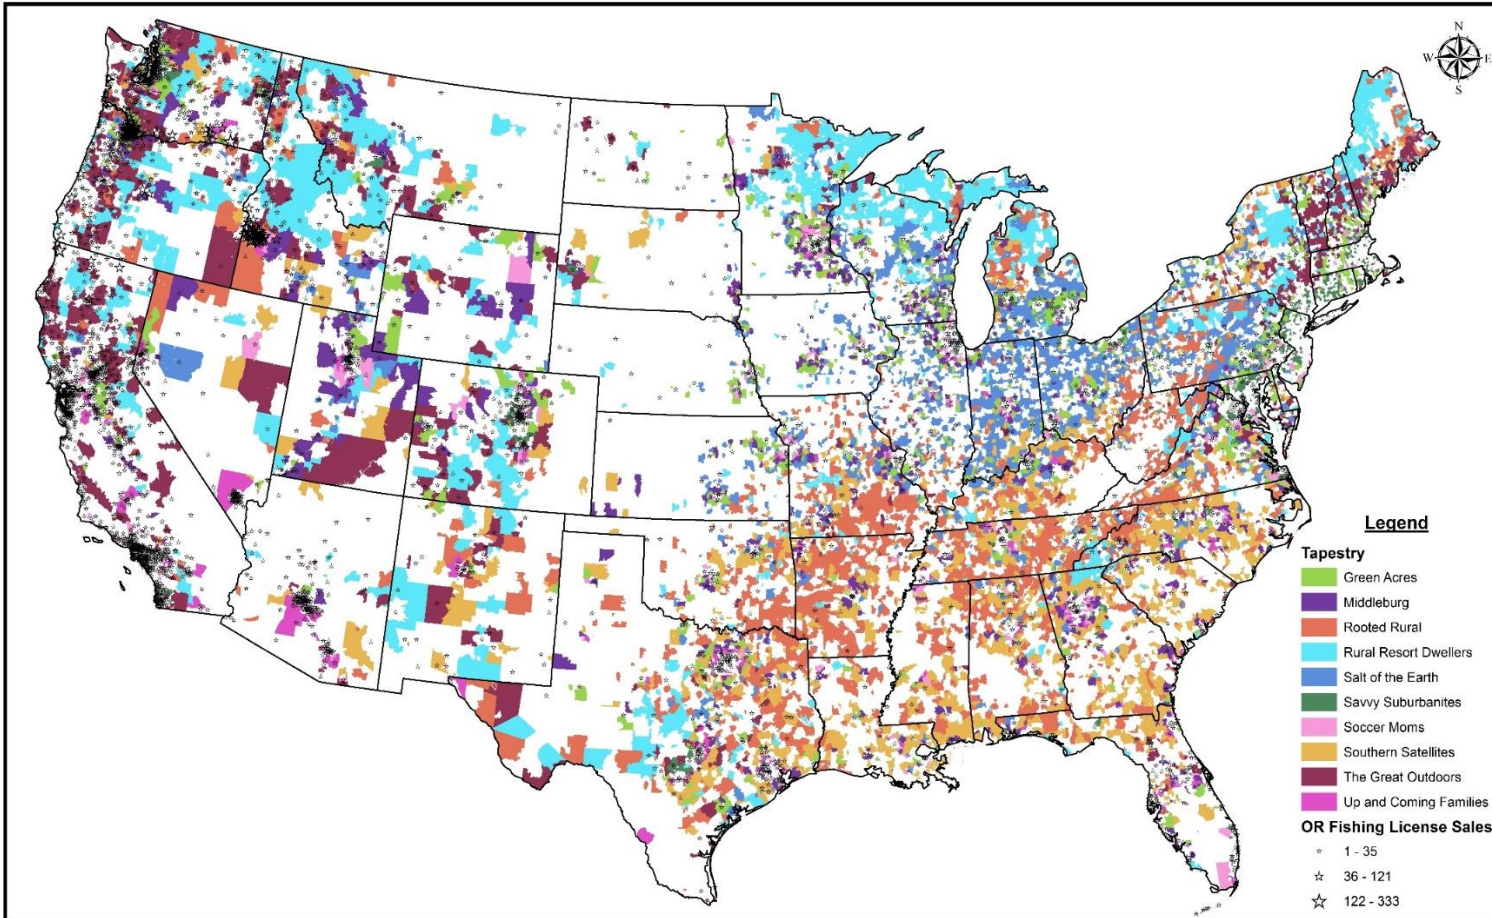 N
W E
S
Legend
Tapestry
Green Acres
Middleburg
Rooted Rural
Rural Resort Dwellers
Salt of the Earth
Savvy Suburbanites
Soccer Moms
Southern Satellites
The Great Outdoors
Up and Coming Families
OR Fishing License Sales
1 - 35
36 - 121
122 - 333